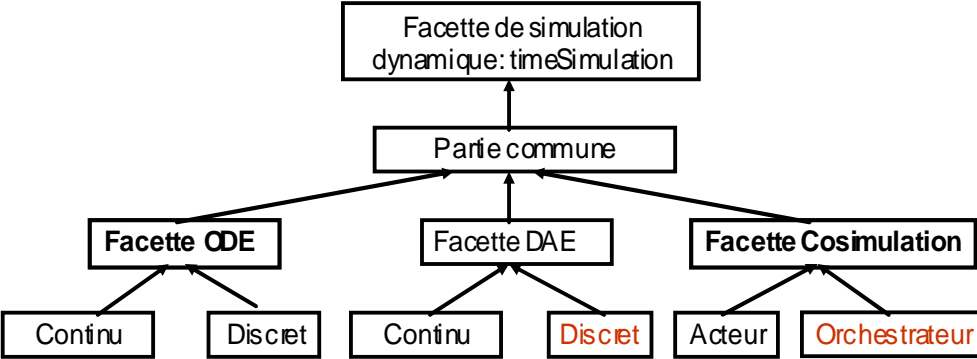 Facette de simulation
dynamique: timeSimulation
Partie commune
Facette ODE
Facette DAE
Facette Cosimulation
Continu
Discret
Continu
Discret
Acteur
Orchestrateur